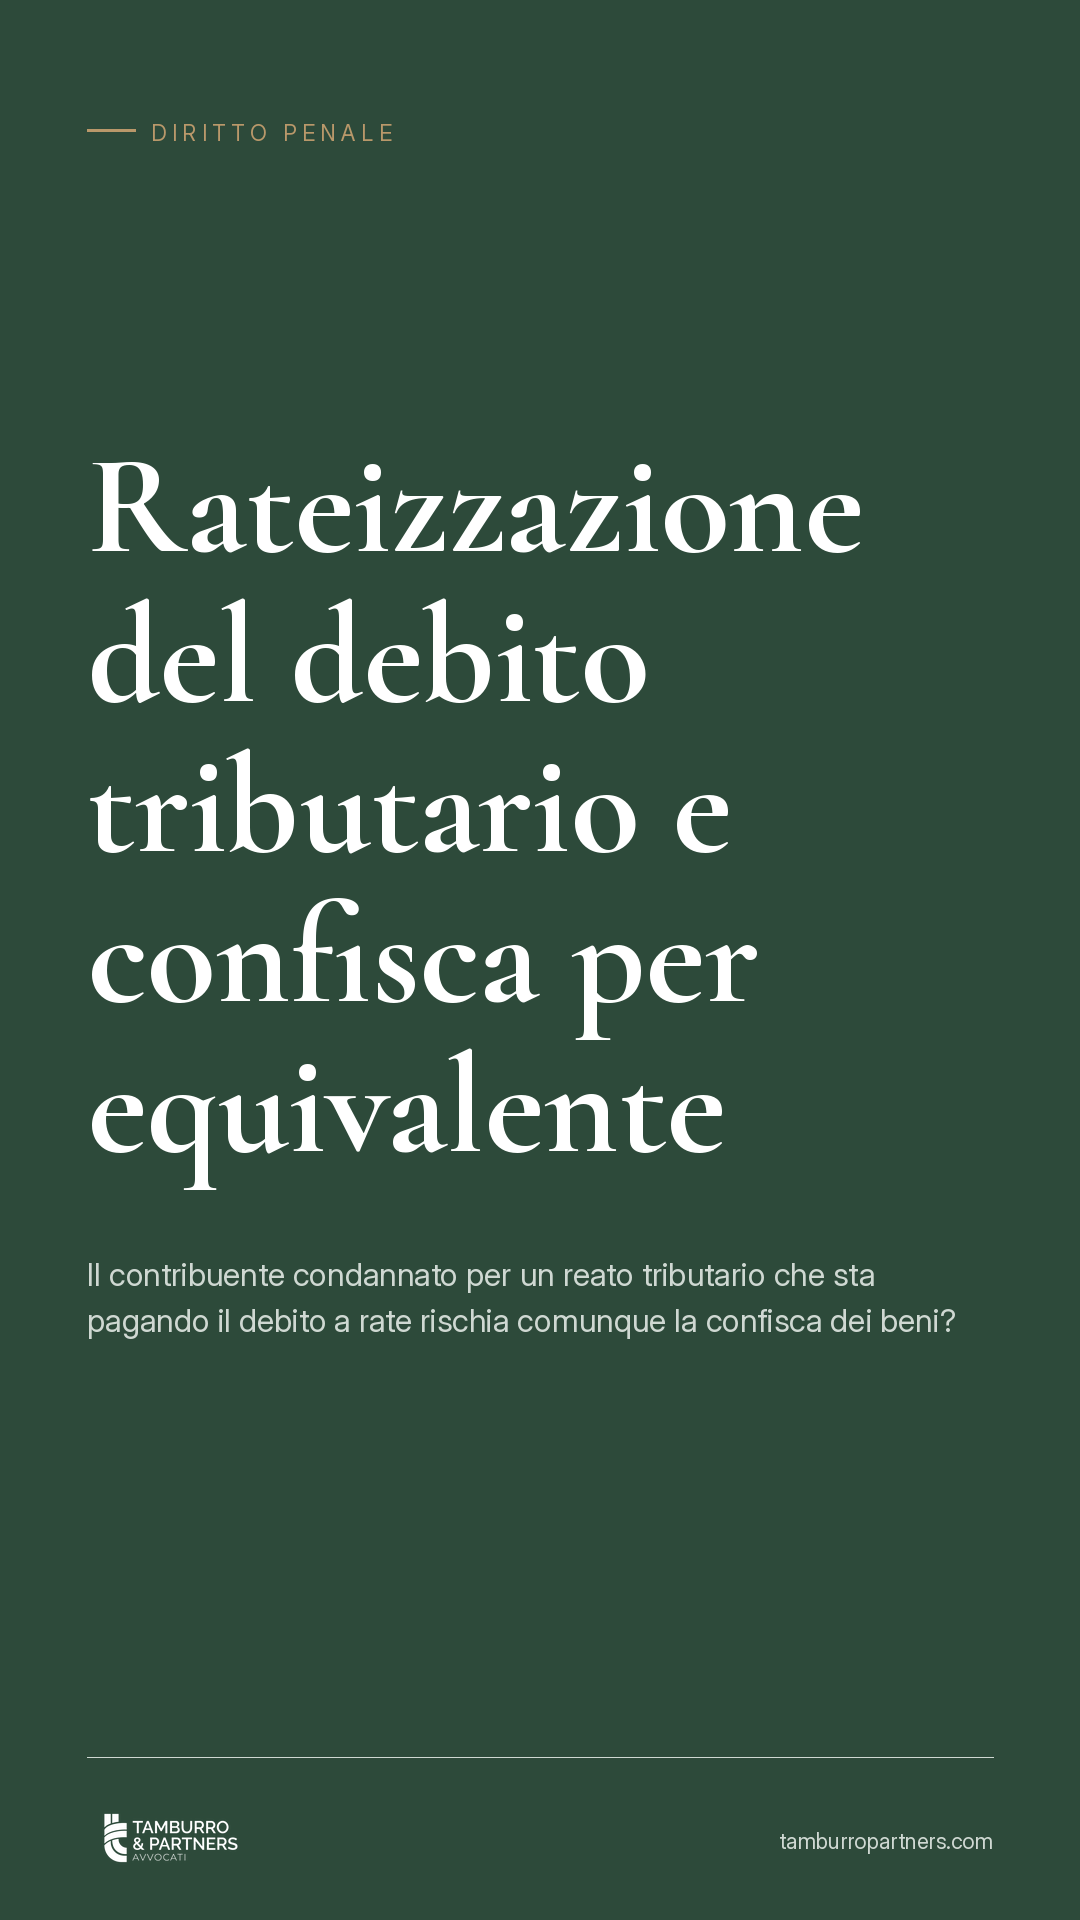 DIRITTO PENALE
Rateizzazione
del debito
tributario e
confisca per
equivalente
Il contribuente condannato per un reato tributario che sta
pagando il debito a rate rischia comunque la confisca dei beni?
TAMBURRO
& PARTNERS
AVVOCATI
tamburropartners.com